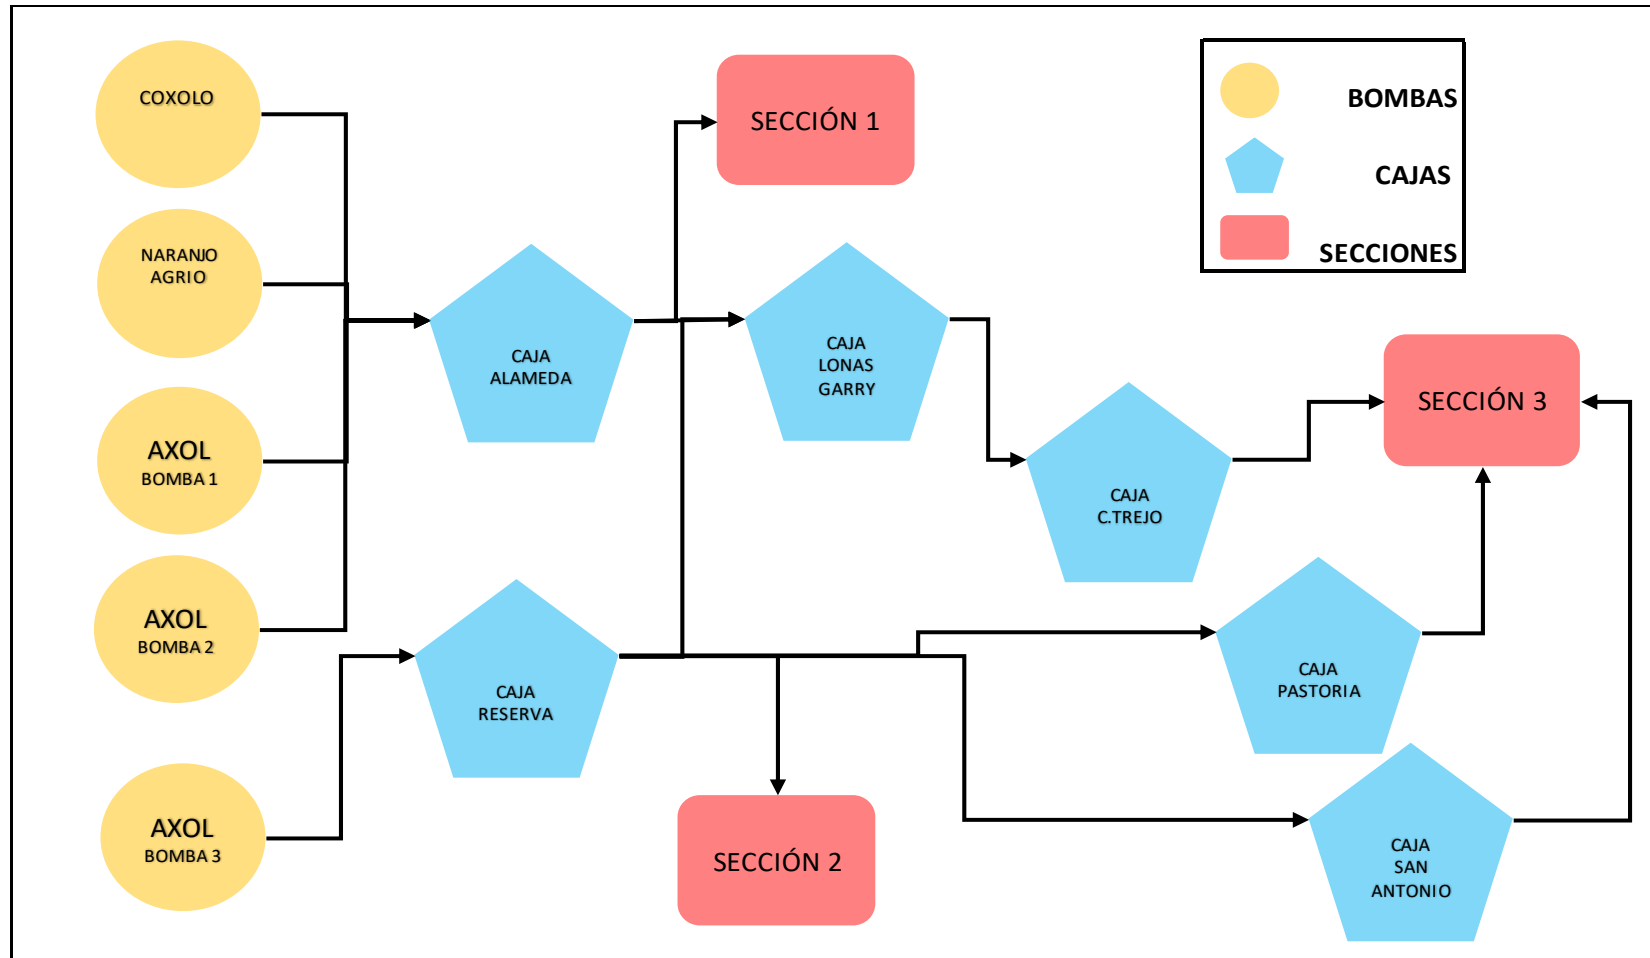 COXOLO
NARANJO
AGRIO
AXOL
BOMBA 1
AXOL
BOMBA 2
AXOL
BOMBA 3
CAJA
ALAMEDA
CAJA
RESERVA
SECCIÓN 1
CAJA
LONAS
GARRY
SECCIÓN 2
CAJA
C.TREJO
SECCIÓN 3
CAJA
PASTORIA
CAJA
SAN
ANTONIO
BOMBAS
CAJAS
SECCIONES